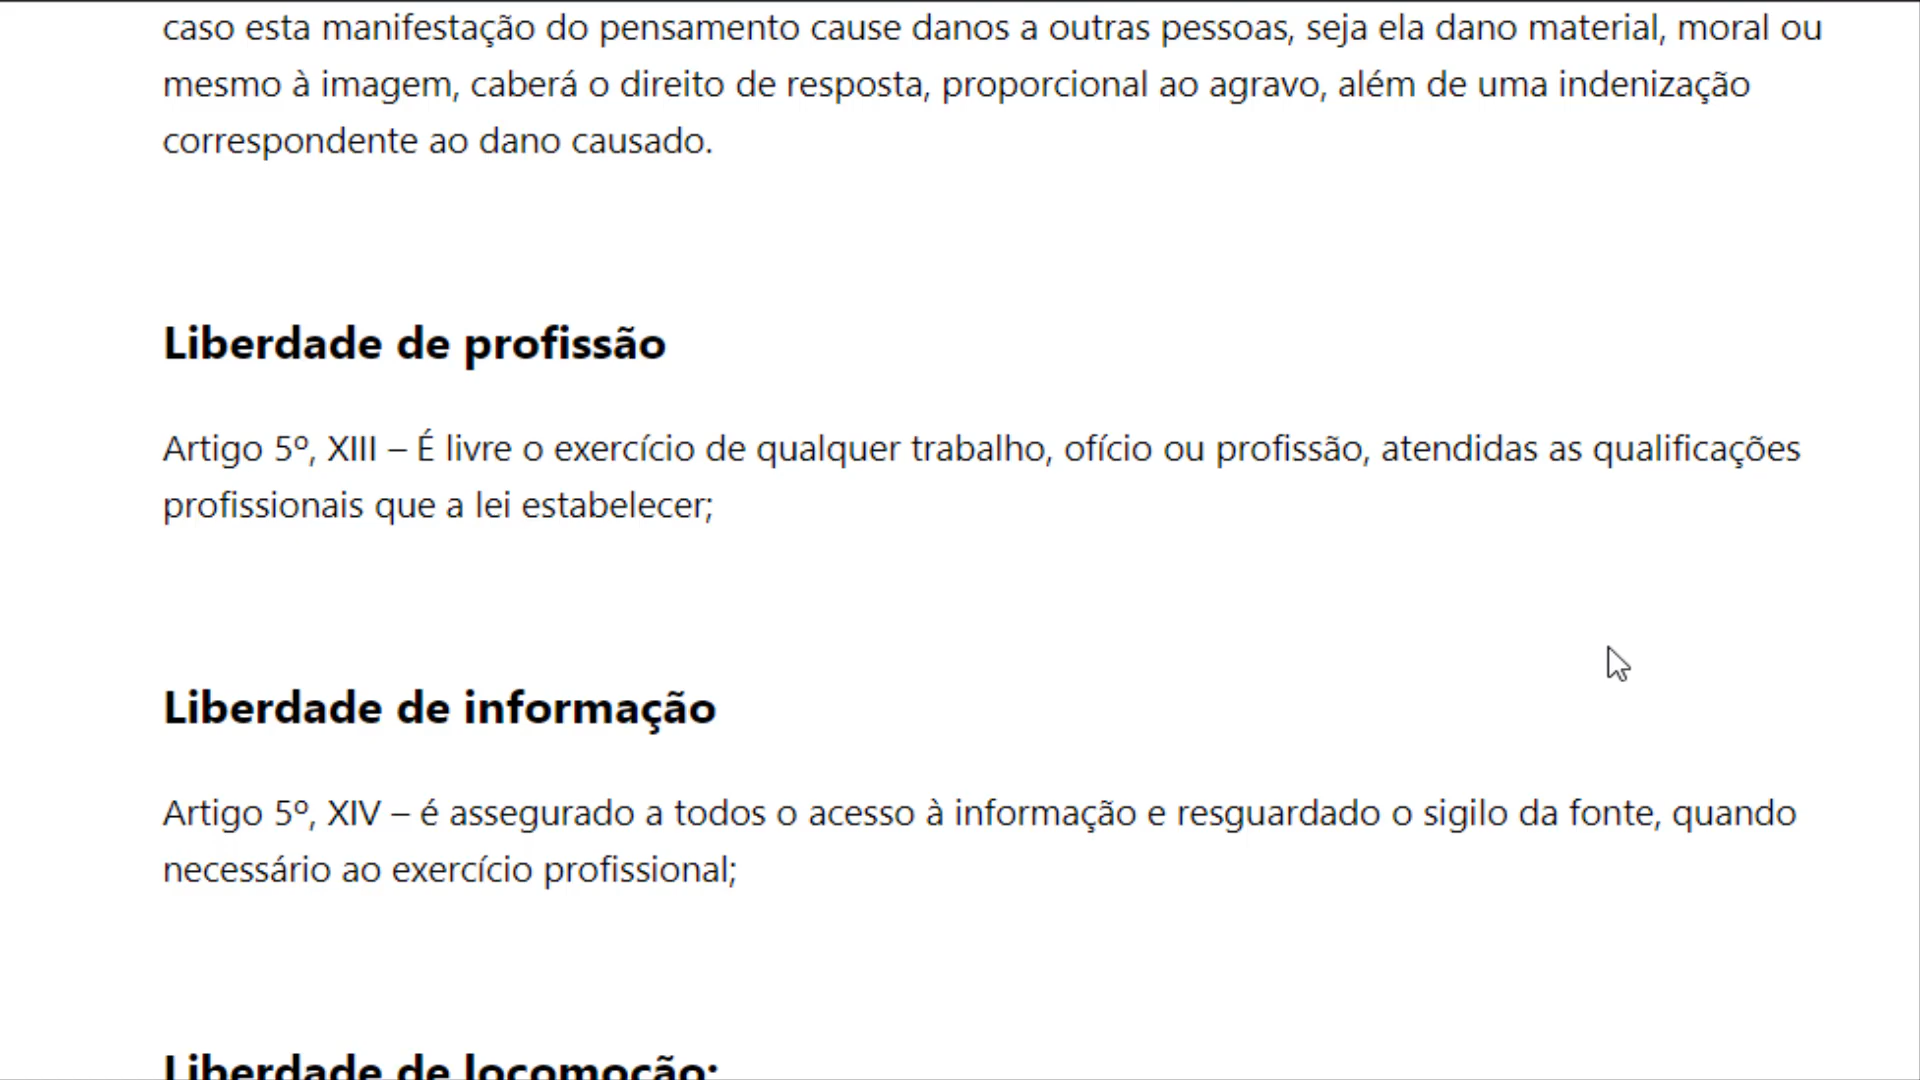 caso esta manifestação do pensamento cause danos a outras pessoas, seja ela dano material, moral ou
mesmo à imagem, caberá o direito de resposta, proporcional ao agravo, além de uma indenização
correspondente ao dano causado.
Liberdade de profissão
Artigo 5º, XIII – É livre o exercício de qualquer trabalho, ofício ou profissão, atendidas as qualificações
profissionais que a lei estabelecer;
Liberdade de informação
Artigo 5º, XIV – é assegurado a todos o acesso à informação e resguardado o sigilo da fonte, quando
necessário ao exercício profissional;
Liberdade de locomoção: